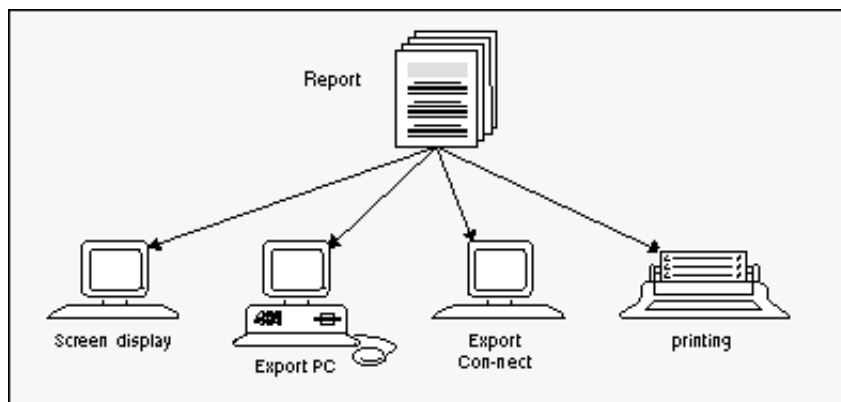 Report
Screen display
Export PC
Export
Con-nect
printing